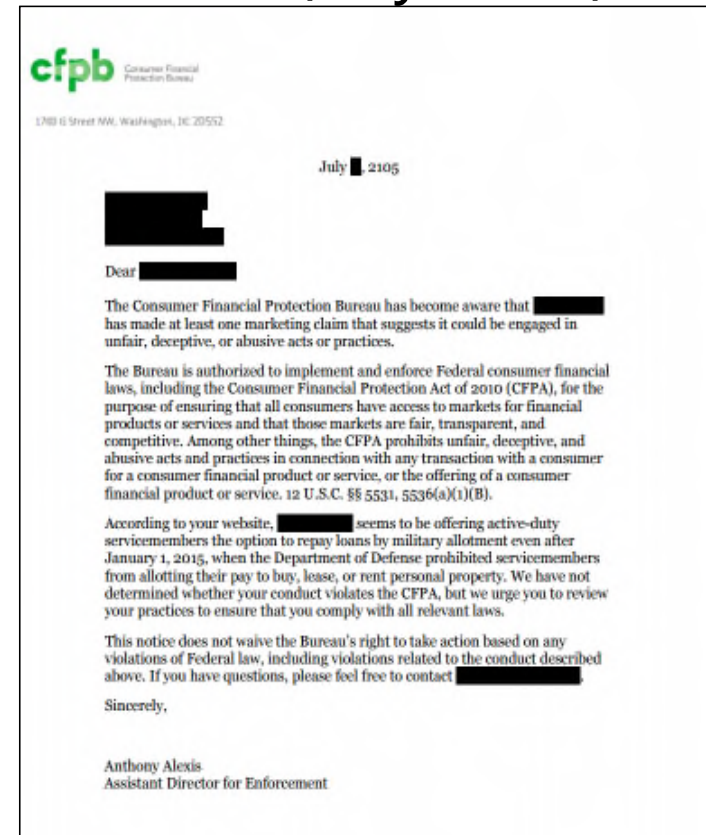 cfpb Consumer Financial
Protection Bureau
1700 G Street NW, Washington, DC 20552
July , 2105
Dear
The Consumer Financial Protection Bureau has become aware that
has made at least one marketing claim that suggests it could be engaged in
unfair, deceptive, or abusive acts or practices.
The Bureau is authorized to implement and enforce Federal consumer financial
laws, including the Consumer Financial Protection Act of 2010 (CFPA), for the
purpose of ensuring that all consumers have access to markets for financial
products or services and that those markets are fair, transparent, and
competitive. Among other things, the CFPA prohibits unfair, deceptive, and
abusive acts and practices in connection with any transaction with a consumer
for a consumer financial product or service, or the offering of a consumer
financial product or service. 12 U.S.C. §§ 5531, 5536(a)(1)(B).
According to your website, seems to be offering active-duty
servicemembers the option to repay loans by military allotment even after
January 1, 2015, when the Department of Defense prohibited servicemembers
from allotting their pay to buy, lease, or rent personal property. We have not
determined whether your conduct violates the CFPA, but we urge you to review
your practices to ensure that you comply with all relevant laws.
This notice does not waive the Bureau's right to take action based on any
violations of Federal law, including violations related to the conduct described
above. If you have questions, please feel free to contact .
Sincerely,
Anthony Alexis
Assistant Director for Enforcement